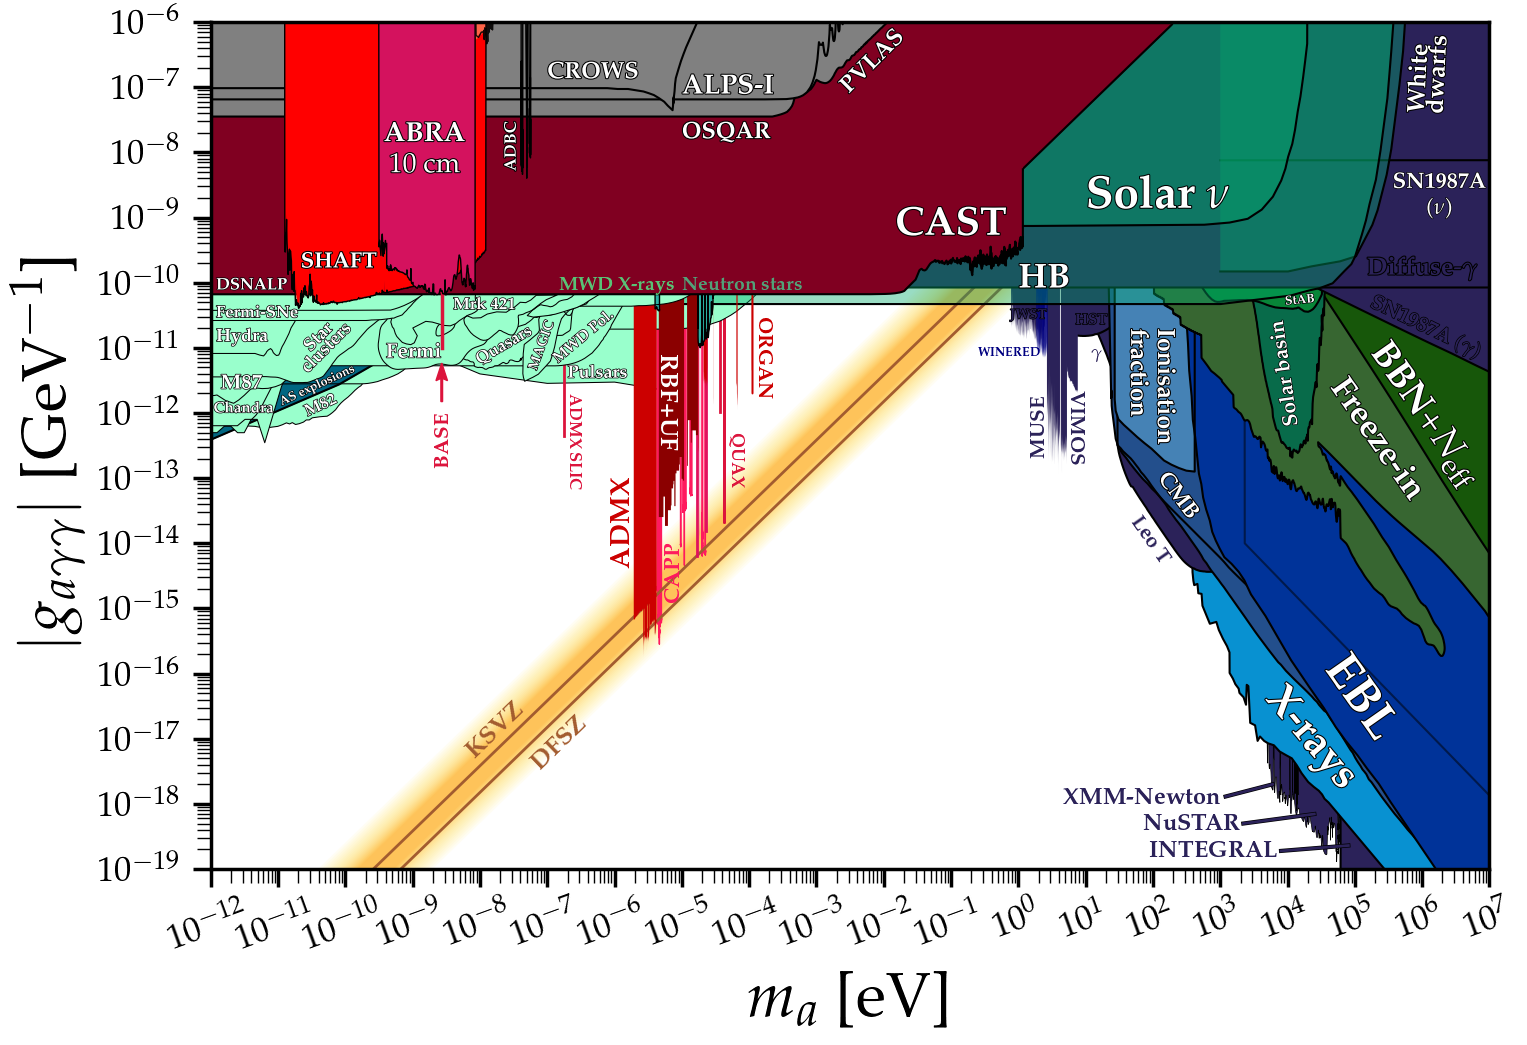 10⁻⁶
10⁻⁷
10⁻⁸
10⁻⁹
10⁻¹⁰
10⁻¹¹
10⁻¹²
10⁻¹³
10⁻¹⁴
10⁻¹⁵
10⁻¹⁶
10⁻¹⁷
10⁻¹⁸
10⁻¹⁹
|g_{aγγ}| [GeV⁻¹]
CROWS
ALPS-I
PVLAS
OSQAR
ABRA
10 cm
ADBC
SHAFT
CAST
Solar ν
HB
White
dwarfs
SN1987A
(ν)
Diffuse-γ
SN1987A (γ)
DSNALP
MWD X-rays
Neutron stars
Fermi-SNe
Mrk 421
Hydra
Star
clusters
Fermi
Quasars
MAGIC
MWD Pol.
M87
AS explosions
Pulsars
Chandra
M82
BASE
ADMX SLIC
ADMX
RBF+UF
CAPP
QUAX
ORGAN
JWST
HST
WINERED
γ
MUSE
VIMOS
Ionisation
fraction
StAB
Solar basin
Freeze-in
BBN+N_{eff}
CMB
Leo T
EBL
X-rays
XMM-Newton
NuSTAR
INTEGRAL
KSVZ
DFSZ
10⁻¹²
10⁻¹¹
10⁻¹⁰
10⁻⁹
10⁻⁸
10⁻⁷
10⁻⁶
10⁻⁵
10⁻⁴
10⁻³
10⁻²
10⁻¹
10⁰
10¹
10²
10³
10⁴
10⁵
10⁶
10⁷
m_a [eV]